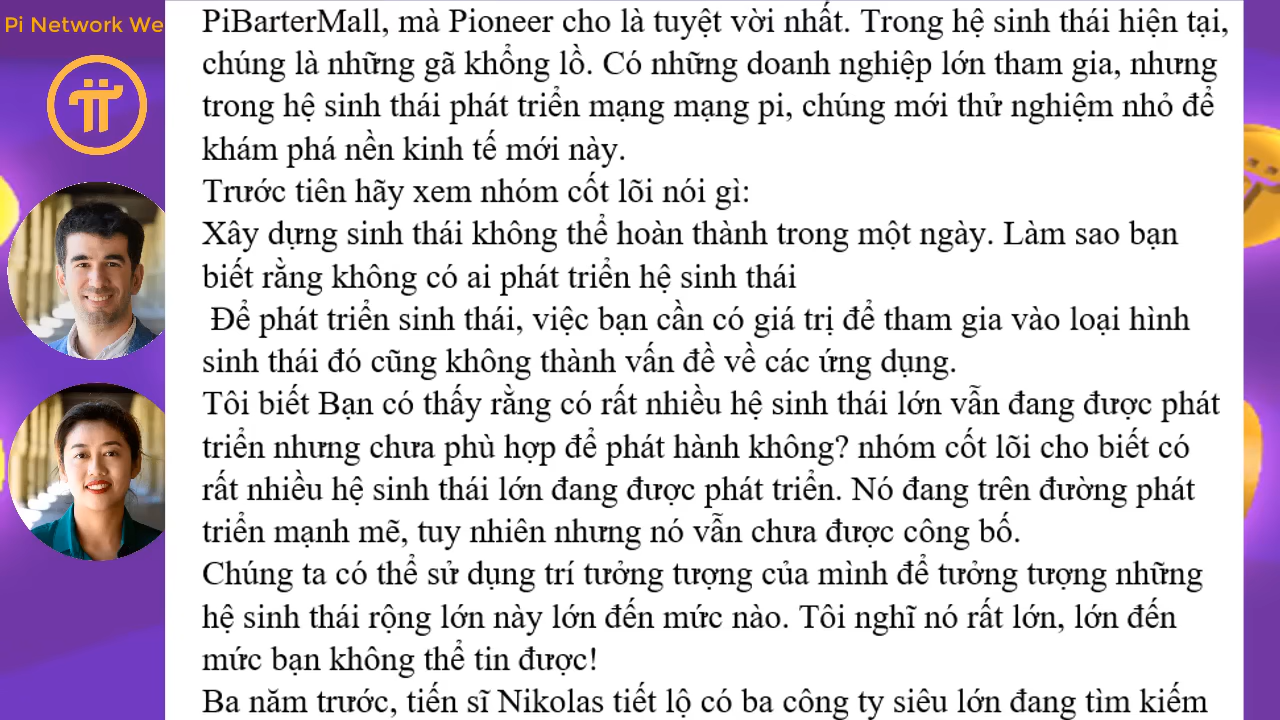 Pi Network We
PiBarterMall, mà Pioneer cho là tuyệt vời nhất. Trong hệ sinh thái hiện tại,
chúng là những gã khổng lồ. Có những doanh nghiệp lớn tham gia, nhưng
trong hệ sinh thái phát triển mạng mạng pi, chúng mới thử nghiệm nhỏ để
khám phá nền kinh tế mới này.
Trước tiên hãy xem nhóm cốt lõi nói gì:
Xây dựng sinh thái không thể hoàn thành trong một ngày. Làm sao bạn
biết rằng không có ai phát triển hệ sinh thái
Để phát triển sinh thái, việc bạn cần có giá trị để tham gia vào loại hình
sinh thái đó cũng không thành vấn đề về các ứng dụng.
Tôi biết Bạn có thấy rằng có rất nhiều hệ sinh thái lớn vẫn đang được phát
triển nhưng chưa phù hợp để phát hành không? nhóm cốt lõi cho biết có
rất nhiều hệ sinh thái lớn đang được phát triển. Nó đang trên đường phát
triển mạnh mẽ, tuy nhiên nhưng nó vẫn chưa được công bố.
Chúng ta có thể sử dụng trí tưởng tượng của mình để tưởng tượng những
hệ sinh thái rộng lớn này lớn đến mức nào. Tôi nghĩ nó rất lớn, lớn đến
mức bạn không thể tin được!
Ba năm trước, tiến sĩ Nikolas tiết lộ có ba công ty siêu lớn đang tìm kiếm